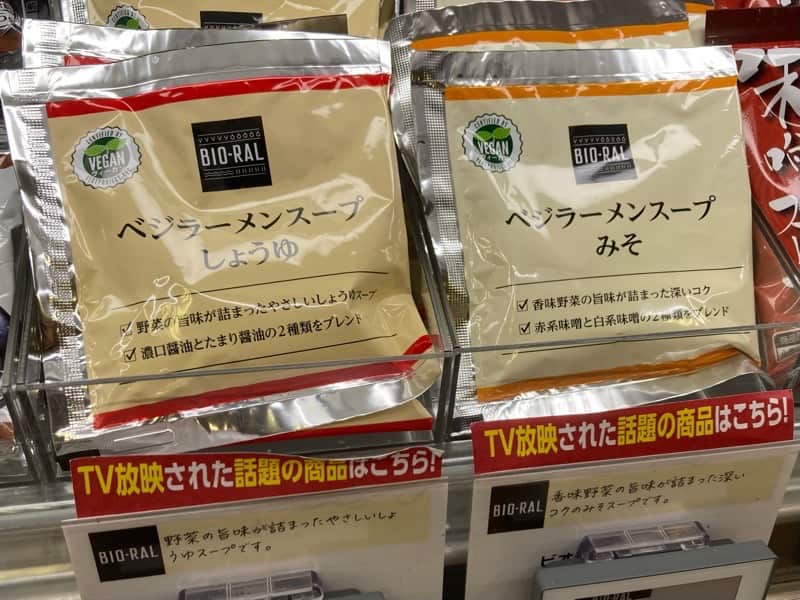 CERTIFIED BY
VEGAN
BIO-RAL
ベジラーメンスープ
しょうゆ
野菜の旨味が詰まったやさしいしょうゆスープ
濃口醤油とたまり醤油の2種類をブレンド
CERTIFIED BY
VEGAN
BIO-RAL
ベジラーメンスープ
みそ
香味野菜の旨味が詰まった深いコク
赤系味噌と白系味噌の2種類をブレンド
TV放映された話題の商品はこちら!
BIO-RAL
野菜の旨味が詰まったやさしいしょ
うゆスープです。
TV放映された話題の商品はこちら!
BIO-RAL
香味野菜の旨味が詰まった深い
コクのみそスープです。
BIO-RAL
BIO-RAL